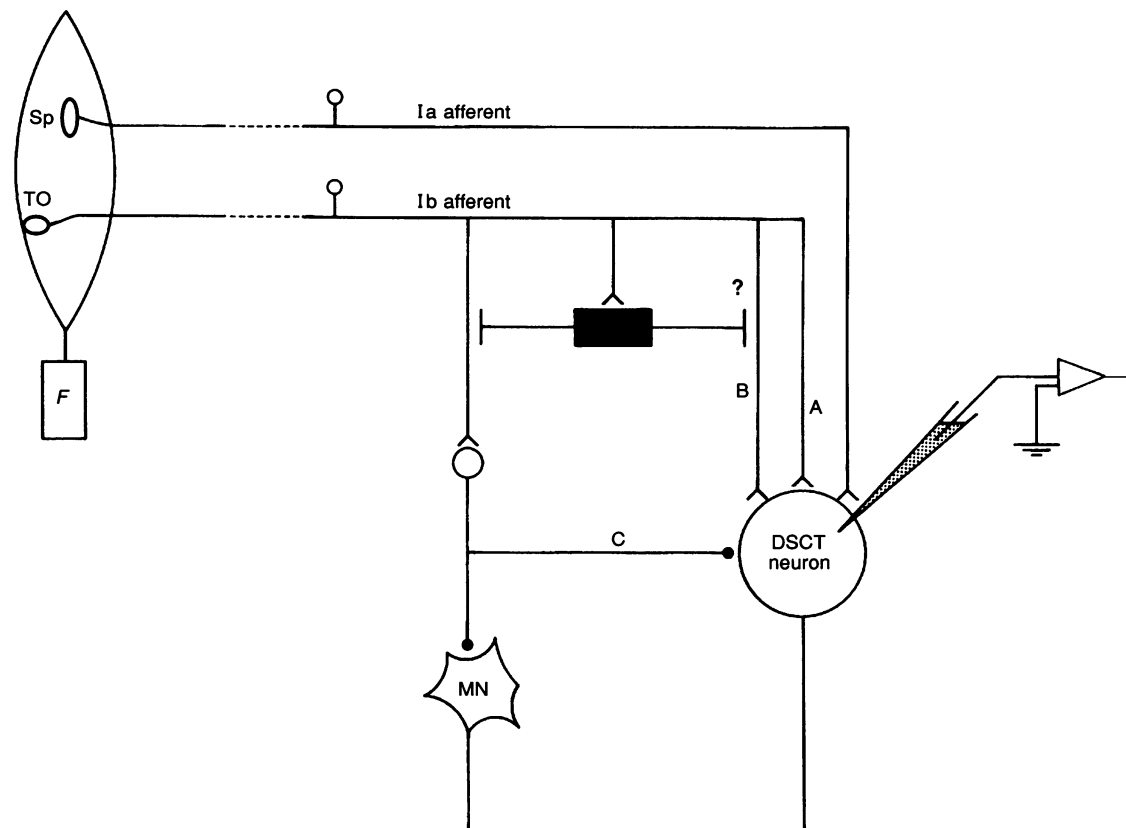 Sp
Ia afferent
TO
Ib afferent
?
F
B
A
C
DSCT
neuron
MN